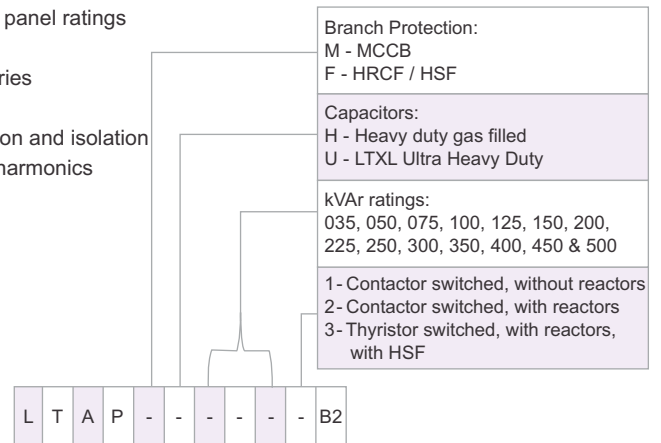 panel ratings
ries
on and isolation
harmonics
Branch Protection:
M - MCCB
F - HRCF / HSF
Capacitors:
H - Heavy duty gas filled
U - LTXL Ultra Heavy Duty
kVAr ratings:
035, 050, 075, 100, 125, 150, 200,
225, 250, 300, 350, 400, 450 & 500
1- Contactor switched, without reactors
2- Contactor switched, with reactors
3- Thyristor switched, with reactors,
with HSF
L T A P - - - - - - B2